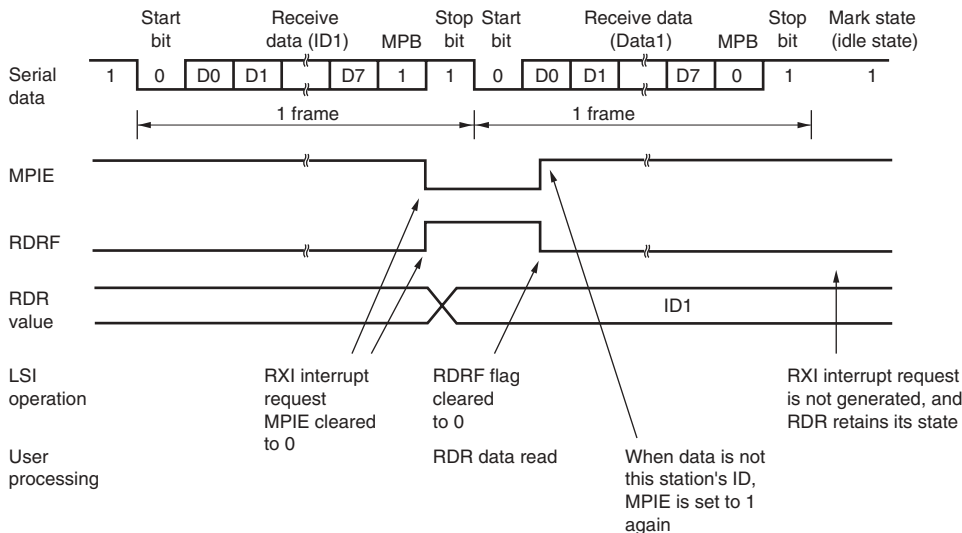 Start bit
Receive data (ID1)
MPB
Stop bit
Start bit
Receive data (Data1)
MPB
Stop bit
Mark state (idle state)
Serial data
1 0 D0 D1 D7 1 1 0 D0 D1 D7 0 1 1
1 frame
1 frame
MPIE
RDRF
RDR value
ID1
LSI operation
RXI interrupt request
MPIE cleared to 0
RDRF flag cleared to 0
RXI interrupt request is not generated, and RDR retains its state
User processing
RDR data read
When data is not this station's ID, MPIE is set to 1 again